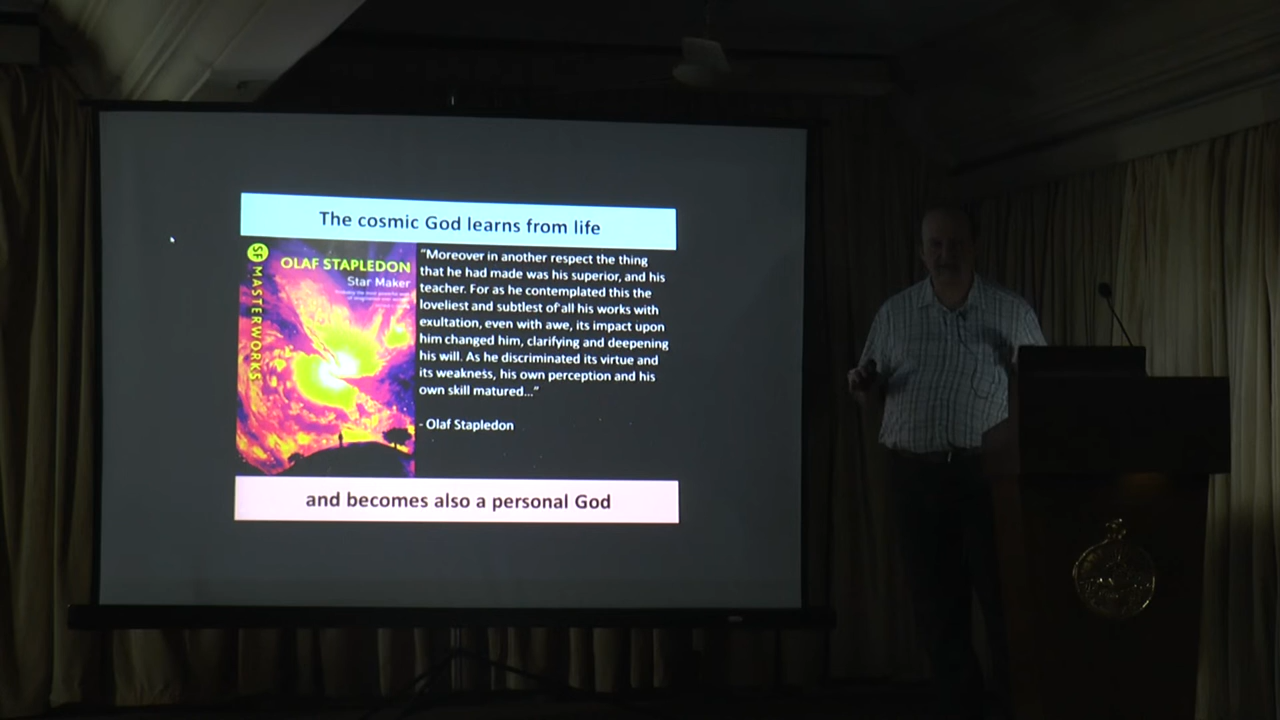 The cosmic God learns from life
SF MASTERWORKS
OLAF STAPLEDON
Star Maker
"Moreover in another respect the thing
that he had made was his superior, and his
teacher. For as he contemplated this the
loveliest and subtlest of all his works with
exultation, even with awe, its impact upon
him changed him, clarifying and deepening
his will. As he discriminated its virtue and
its weakness, his own perception and his
own skill matured..."
- Olaf Stapledon
and becomes also a personal God